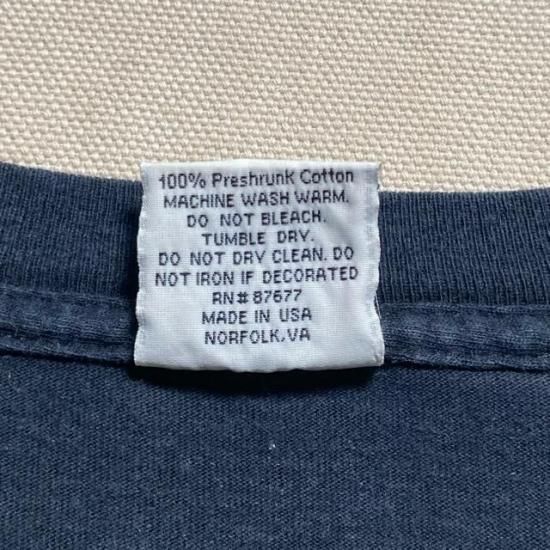 100% Preshrunk Cotton
MACHINE WASH WARM.
DO NOT BLEACH.
TUMBLE DRY.
DO NOT DRY CLEAN. DO
NOT IRON IF DECORATED
RN# 87677
MADE IN USA
NORFOLK, VA